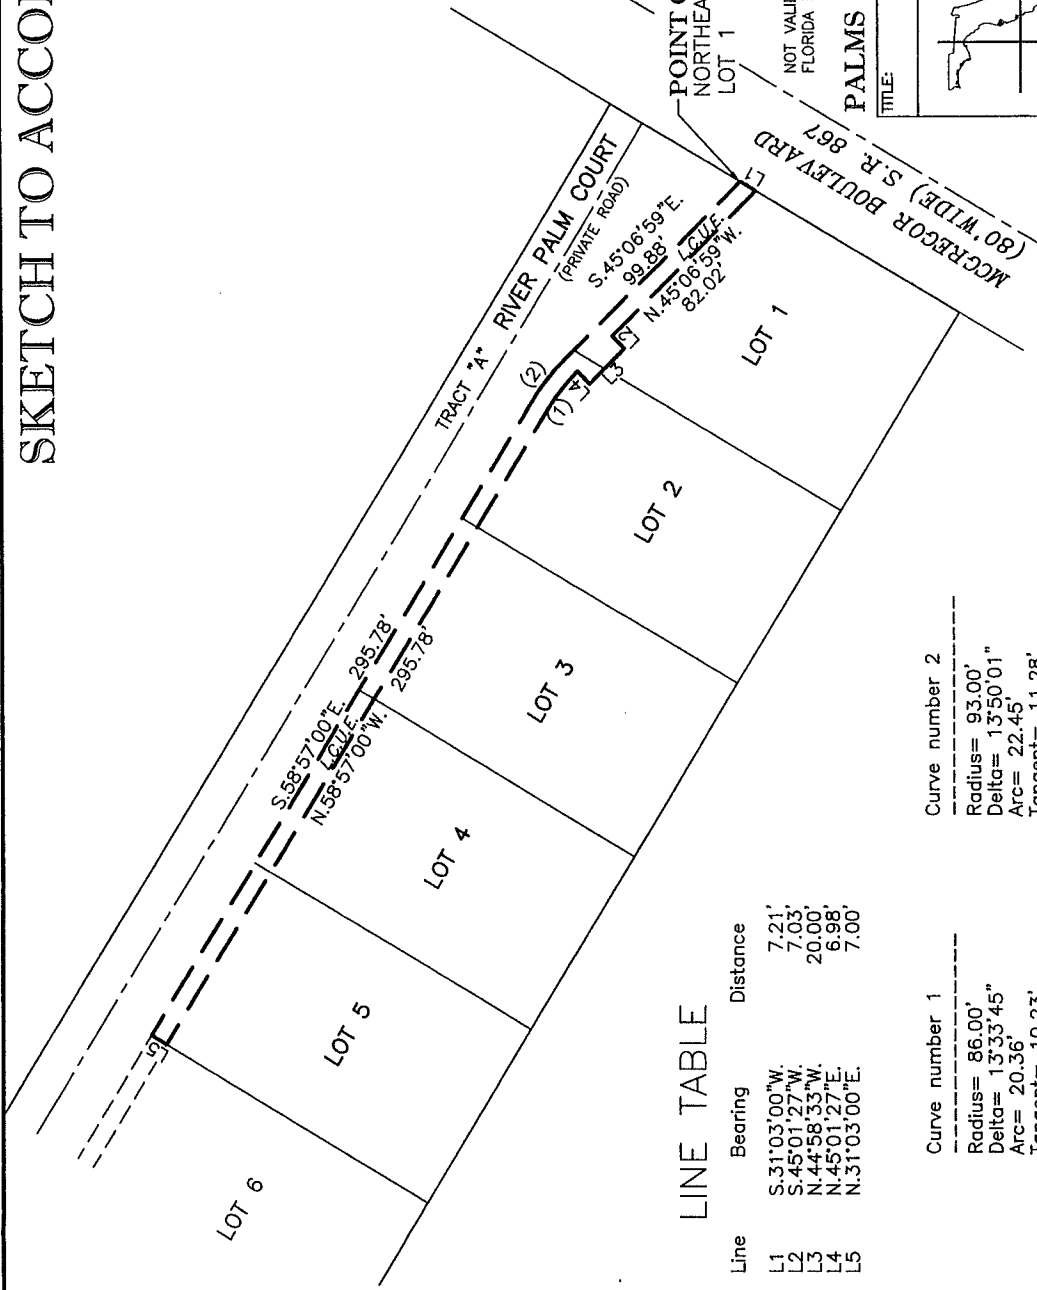 SKETCH TO ACCO
POINT
NORTHEA
LOT 1
NOT VALI
FLORIDA
PALMS
TITLE:
MCGREGOR BOULEVARD
(80' WIDE) S.R. 867
RIVER PALM COURT
(PRIVATE ROAD)
TRACT "A"
S.45°06'59"E.
99.88'
L.C.U.E.
N.45°06'59"W.
82.02'
L1
L2
L3
L4
(1)
(2)
LOT 1
LOT 2
LOT 3
LOT 4
LOT 5
LOT 6
S.58°57'00"E. 295.78'
L.C.U.E.
N.58°57'00"W. 295.78'
L5
LINE TABLE
Line Bearing Distance
L1 S.31°03'00"W. 7.21'
L2 S.45°01'27"W. 7.03'
L3 N.44°58'33"W. 20.00'
L4 N.45°01'27"E. 6.98'
L5 N.31°03'00"E. 7.00'
Curve number 1
Radius= 86.00'
Delta= 13°33'45"
Arc= 20.36'
Tangent= 10.23'
Curve number 2
Radius= 93.00'
Delta= 13°50'01"
Arc= 22.45'
Tangent= 11.28'